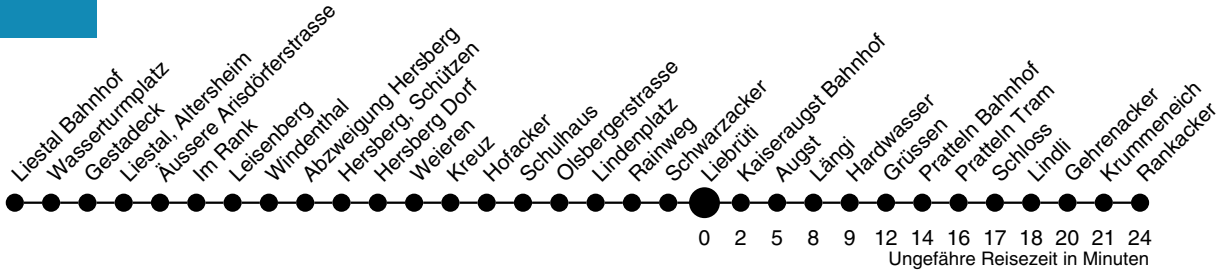 Liestal Bahnhof
Wasserturmplatz
Gestadeck
Liestal, Altersheim
Äussere Arisdörferstrasse
Im Rank
Leisenberg
Windenthal
Abzweigung Hersberg
Hersberg, Schützen
Hersberg Dorf
Weieren
Kreuz
Hofacker
Schulhaus
Olsbergerstrasse
Lindenplatz
Rainweg
Schwarzacker
Liebrüti
Kaiseraugst Bahnhof
Augst
Längi
Hardwasser
Grüssen
Pratteln Bahnhof
Pratteln Tram
Schloss
Lindli
Gehrenacker
Krummeneich
Rankacker
0 2 5 8 9 12 14 16 17 18 20 21 24
Ungefähre Reisezeit in Minuten